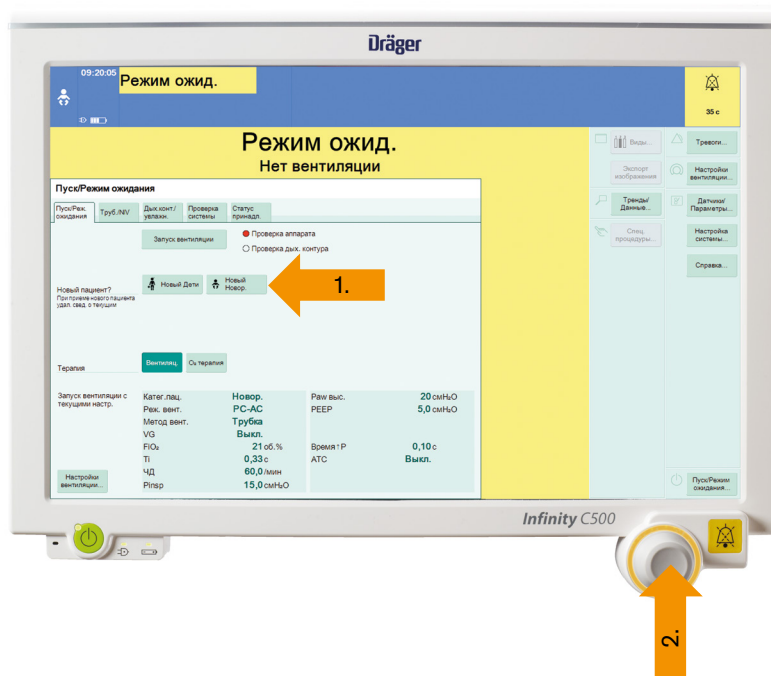 Dräger
09:20:05
Режим ожид.
35 с
Режим ожид.
Нет вентиляции
Пуск/Режим ожидания
Пуск/Реж.
ожидания
Труб./NIV
Дых конт./
увлажн.
Проверка
системы
Статус
принадл.
Запуск вентиляции
Проверка аппарата
Проверка дых. контура
Новый пациент?
При приеме нового пациента
удал. свед. о текущим
Новый Дети
Новый
Новор.
1.
Терапия
Вентиляц.
O₂ терапия
Запуск вентиляции с
текущими настр.
Катег.пац. Новор.
Реж. вент. PC-AC
Метод вент. Трубка
VG Выкл.
FiO₂ 21 об.%
Ti 0,33 с
ЧД 60,0 /мин
Pinsp 15,0 смH₂O
Paw выс. 20 смH₂O
PEEP 5,0 смH₂O
Время↑P 0,10 с
ATC Выкл.
Настройки
вентиляции...
Виды...
Тревоги...
Экспорт
изображения
Настройки
вентиляции...
Тренды/
Данные...
Датчики/
Параметры...
Спец.
процедуры...
Настройка
системы...
Справка...
Пуск/Режим
ожидания...
Infinity C500
2.